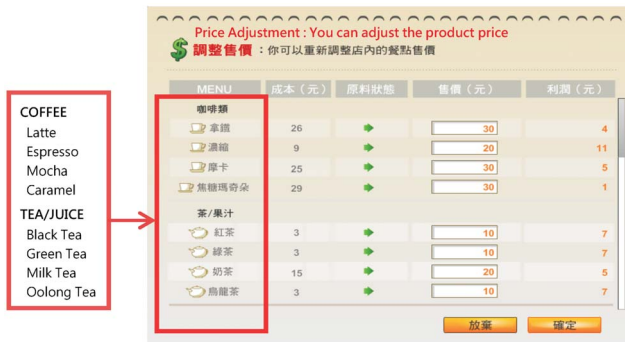 Price Adjustment : You can adjust the product price
調整售價 : 你可以重新調整店內的餐點售價
MENU 成本（元） 原料狀態 售價（元） 利潤（元）
咖啡類
拿鐵 26 30 4
濃縮 9 20 11
摩卡 25 30 5
焦糖瑪奇朵 29 30 1
茶/果汁
紅茶 3 10 7
綠茶 3 10 7
奶茶 15 20 5
烏龍茶 3 10 7
放棄 確定
COFFEE
Latte
Espresso
Mocha
Caramel
TEA/JUICE
Black Tea
Green Tea
Milk Tea
Oolong Tea